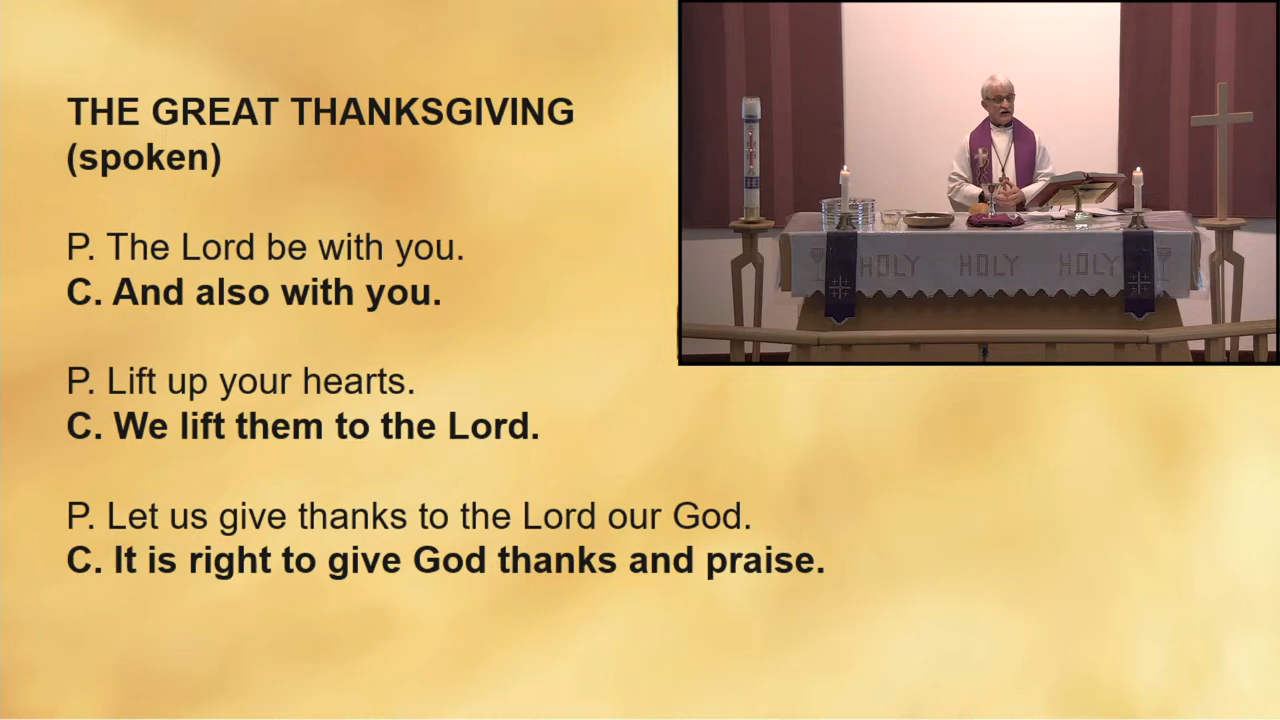 THE GREAT THANKSGIVING
(spoken)
P. The Lord be with you.
C. And also with you.
P. Lift up your hearts.
C. We lift them to the Lord.
P. Let us give thanks to the Lord our God.
C. It is right to give God thanks and praise.
HOLY HOLY HOLY